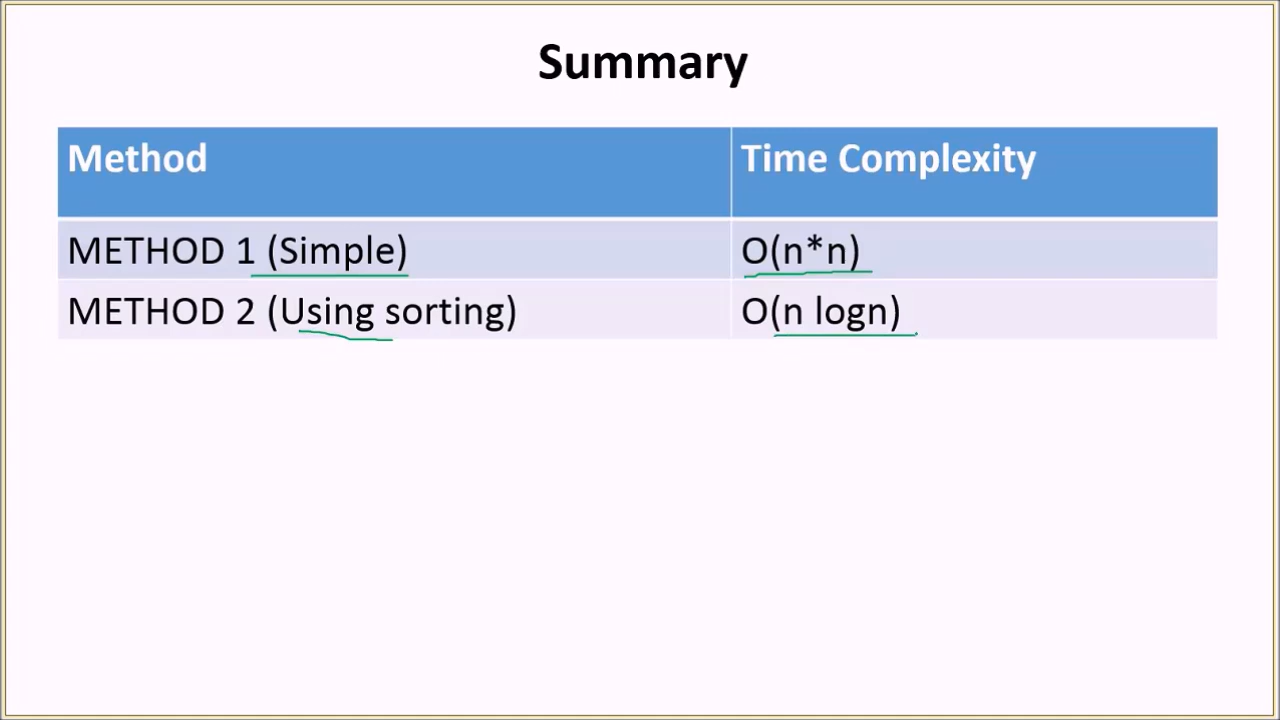 Summary
Method Time Complexity
METHOD 1 (Simple) O(n*n)
METHOD 2 (Using sorting) O(n logn)